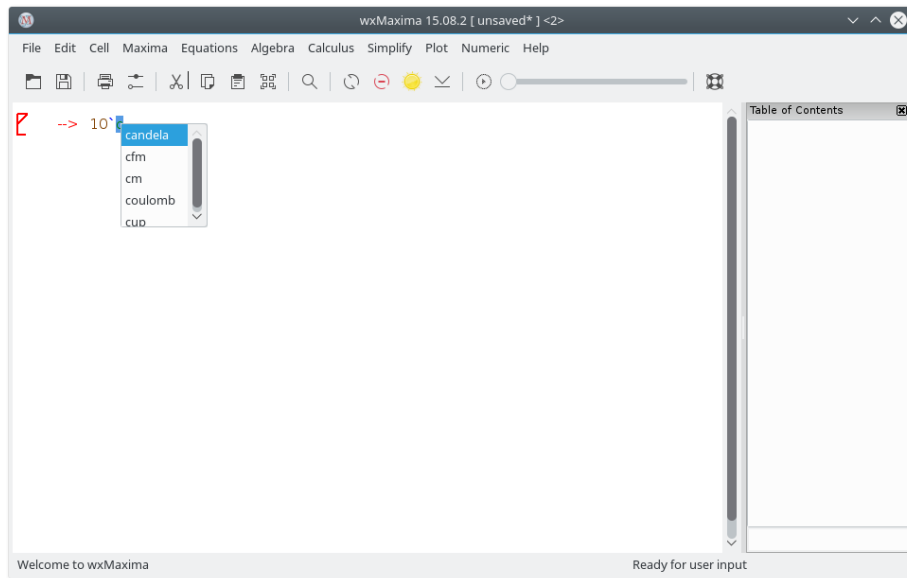 wxMaxima 15.08.2 [ unsaved* ] <2>
File Edit Cell Maxima Equations Algebra Calculus Simplify Plot Numeric Help
Table of Contents
--> 10`c
candela
cfm
cm
coulomb
cup
Welcome to wxMaxima
Ready for user input